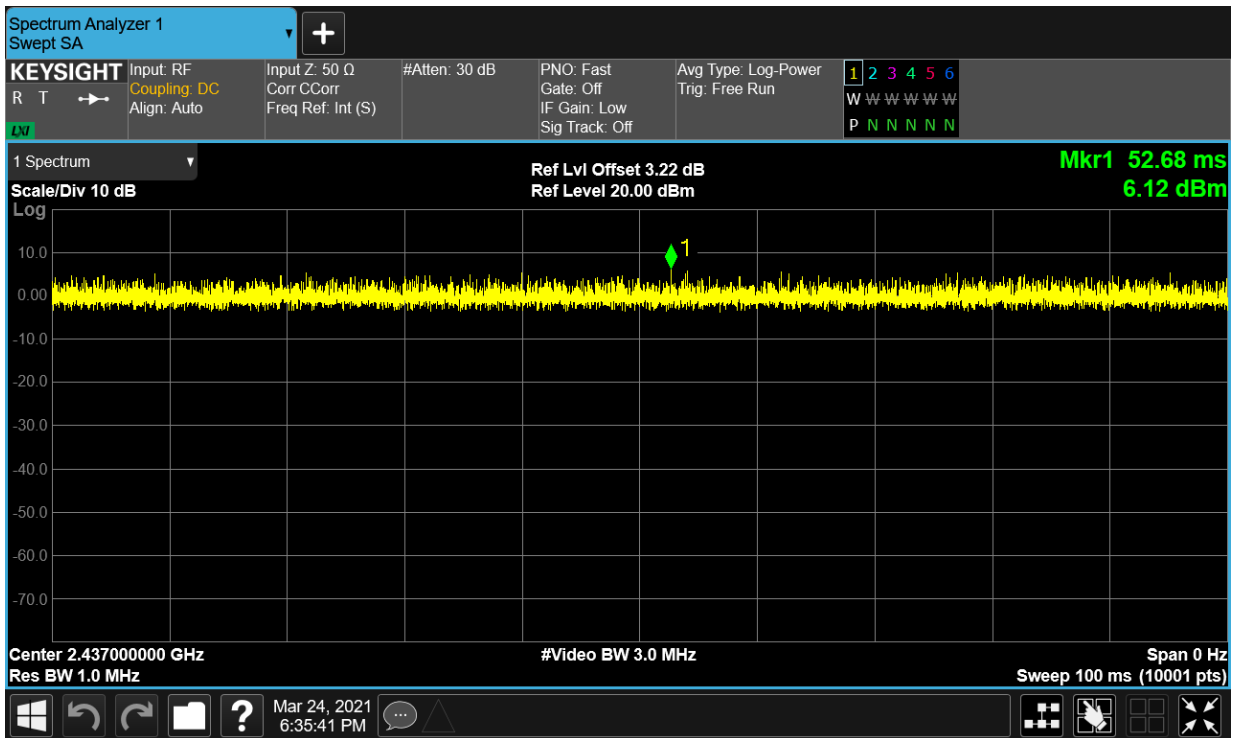 Spectrum Analyzer 1
Swept SA
+
KEYSIGHT Input: RF Input Z: 50 Ω #Atten: 30 dB PNO: Fast Avg Type: Log-Power 1 2 3 4 5 6
R T Coupling: DC Corr CCorr Gate: Off Trig: Free Run W W W W W W
Align: Auto Freq Ref: Int (S) IF Gain: Low
LXI Sig Track: Off P N N N N N
1 Spectrum Ref Lvl Offset 3.22 dB Mkr1 52.68 ms
Scale/Div 10 dB Ref Level 20.00 dBm 6.12 dBm
Log
1
10.0
0.00
-10.0
-20.0
-30.0
-40.0
-50.0
-60.0
-70.0
Center 2.437000000 GHz #Video BW 3.0 MHz Span 0 Hz
Res BW 1.0 MHz Sweep 100 ms (10001 pts)
? Mar 24, 2021
6:35:41 PM